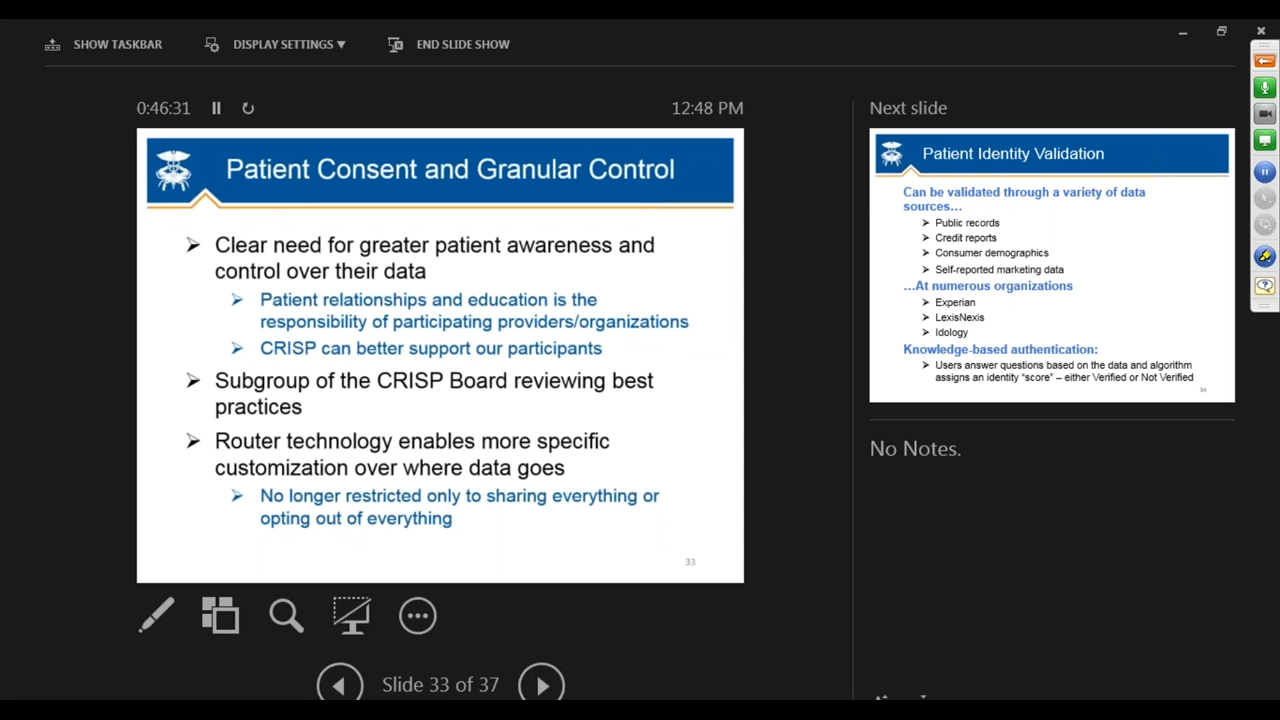 SHOW TASKBAR
DISPLAY SETTINGS ▼
END SLIDE SHOW
0:46:31
12:48 PM
Patient Consent and Granular Control
➢ Clear need for greater patient awareness and
control over their data
➢ Patient relationships and education is the
responsibility of participating providers/organizations
➢ CRISP can better support our participants
➢ Subgroup of the CRISP Board reviewing best
practices
➢ Router technology enables more specific
customization over where data goes
➢ No longer restricted only to sharing everything or
opting out of everything
33
Slide 33 of 37
Next slide
Patient Identity Validation
Can be validated through a variety of data
sources…
➢ Public records
➢ Credit reports
➢ Consumer demographics
➢ Self-reported marketing data
…At numerous organizations
➢ Experian
➢ LexisNexis
➢ Idology
Knowledge-based authentication:
➢ Users answer questions based on the data and algorithm
assigns an identity “score” – either Verified or Not Verified
34
No Notes.